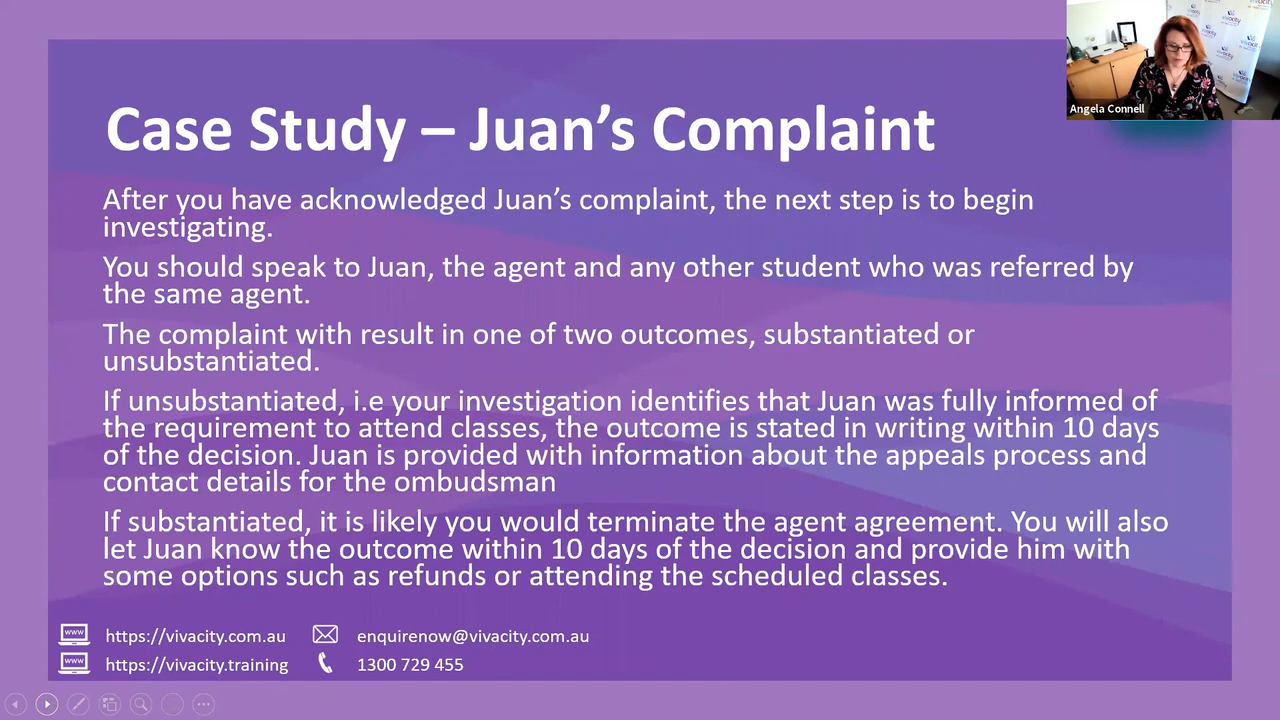 Case Study – Juan's Complaint
After you have acknowledged Juan's complaint, the next step is to begin
investigating.
You should speak to Juan, the agent and any other student who was referred by
the same agent.
The complaint with result in one of two outcomes, substantiated or
unsubstantiated.
If unsubstantiated, i.e your investigation identifies that Juan was fully informed of
the requirement to attend classes, the outcome is stated in writing within 10 days
of the decision. Juan is provided with information about the appeals process and
contact details for the ombudsman
If substantiated, it is likely you would terminate the agent agreement. You will also
let Juan know the outcome within 10 days of the decision and provide him with
some options such as refunds or attending the scheduled classes.
www https://vivacity.com.au enquirenow@vivacity.com.au
www https://vivacity.training 1300 729 455
Angela Connell
vivacity